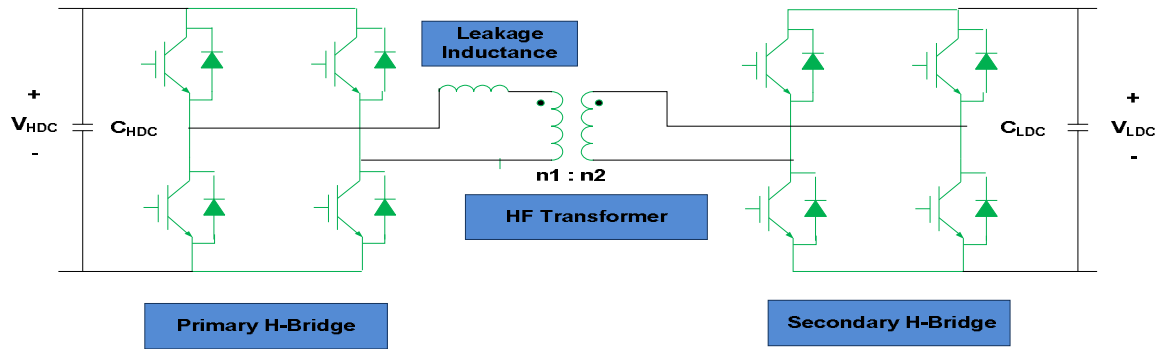 Leakage
Inductance
+
VHDC
-
CHDC
n1 : n2
HF Transformer
CLDC
+
VLDC
-
Primary H-Bridge
Secondary H-Bridge